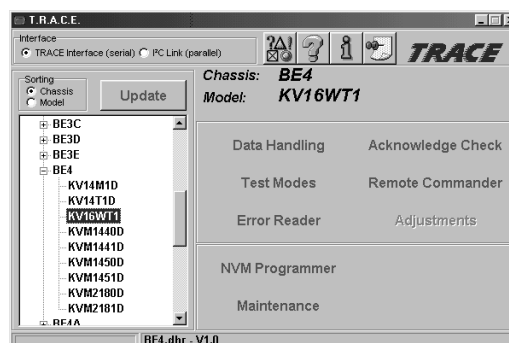 T.R.A.C.E.
Interface
TRACE Interface (serial) I²C Link (parallel)
TRACE
Sorting
Chassis
Model
Update
Chassis: BE4
Model: KV16WT1
BE3C
BE3D
BE3E
BE4
KV14M1D
KV14T1D
KV16WT1
KVM1440D
KVM1441D
KVM1450D
KVM1451D
KVM2180D
KVM2181D
BE4A
Data Handling Acknowledge Check
Test Modes Remote Commander
Error Reader Adjustments
NVM Programmer
Maintenance
BE4.dhr - V1.0